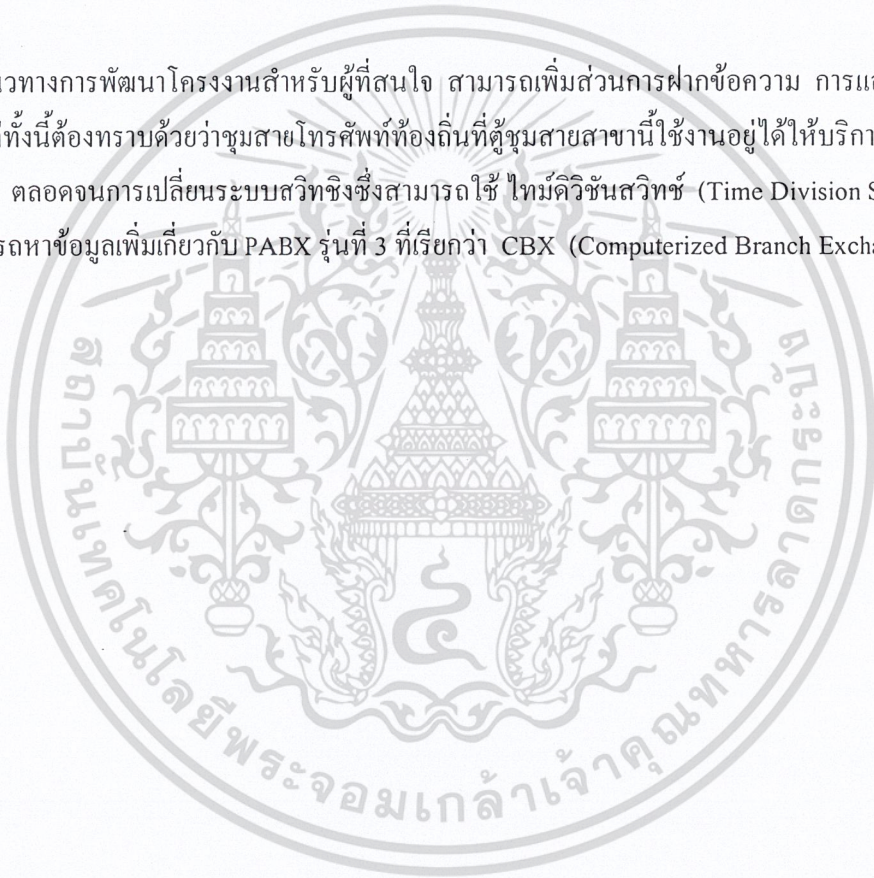 นวทางการพัฒนาโครงงานสำหรับผู้ที่สนใจ สามารถเพิ่มส่วนการฝากข้อความ การแส
ทั้งนี้ต้องทราบด้วยว่าชุมสายโทรศัพท์ท้องถิ่นที่ตู้ชุมสายสาขานี้ใช้งานอยู่ได้ให้บริกา
ตลอดจนการเปลี่ยนระบบสวิทชิงซึ่งสามารถใช้ ไทม์ดิวิชันสวิทช์ (Time Division S
รถหาข้อมูลเพิ่มเกี่ยวกับ PABX รุ่นที่ 3 ที่เรียกว่า CBX (Computerized Branch Excha
สถาบันเทคโนโลยีพระจอมเกล้าเจ้าคุณทหารลาดกระบัง
๔